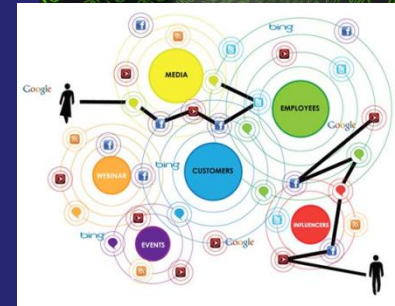 bing
MEDIA
Google
EMPLOYEES
Google
bing
CUSTOMERS
WEBINAR
INFLUENCERS
bing
EVENTS
Google